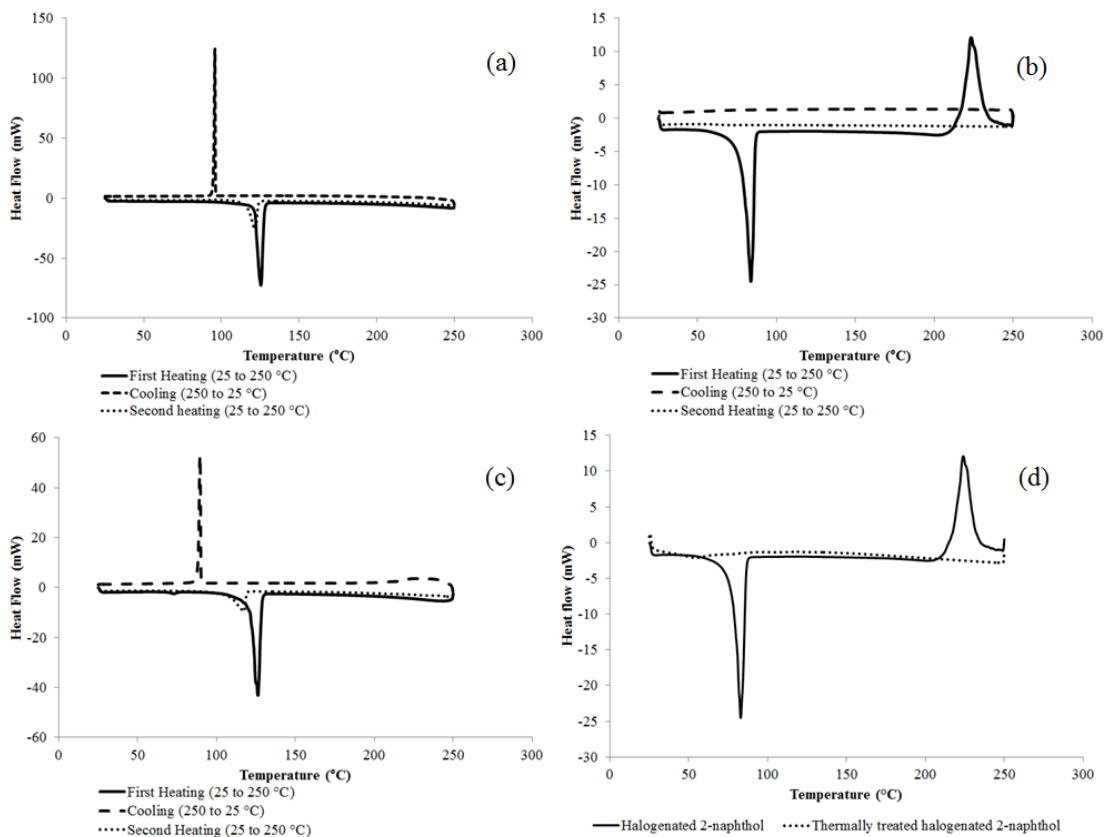 150
100
50
0
-50
-100
Heat Flow (mW)
(a)
0 50 100 150 200 250 300
Temperature (°C)
First Heating (25 to 250 °C)
Cooling (250 to 25 °C)
Second heating (25 to 250 °C)
15
10
5
0
-5
-10
-15
-20
-25
-30
Heat Flow (mW)
(b)
0 50 100 150 200 250 300
Temperature (°C)
First Heating (25 to 250 °C)
Cooling (250 to 25 °C)
Second Heating (25 to 250 °C)
60
40
20
0
-20
-40
-60
Heat Flow (mW)
(c)
0 50 100 150 200 250 300
Temperature (°C)
First Heating (25 to 250 °C)
Cooling (250 to 25 °C)
Second Heating (25 to 250 °C)
15
10
5
0
-5
-10
-15
-20
-25
-30
Heat flow (mW)
(d)
0 50 100 150 200 250 300
Temperature (°C)
Halogenated 2-naphthol Thermally treated halogenated 2-naphthol